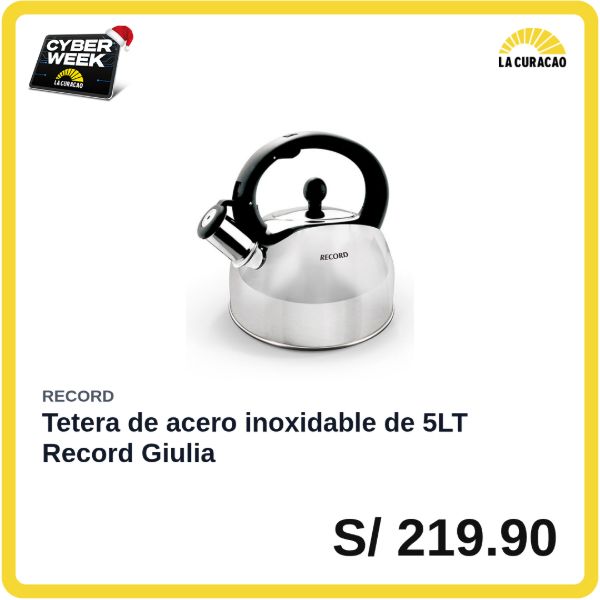 CYBER
WEEK
LA CURACAO
LA CURACAO
RECORD
RECORD
Tetera de acero inoxidable de 5LT
Record Giulia
S/ 219.90